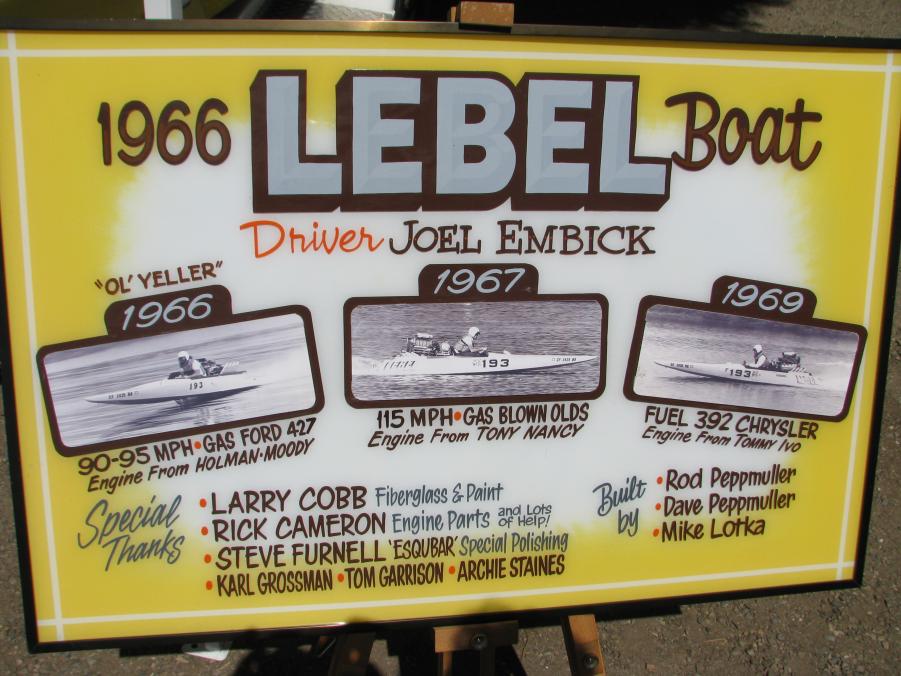 1966 LEBEL Boat
Driver JOEL EMBICK
"OL' YELLER"
1966
193
90-95 MPH • GAS FORD 427
Engine From HOLMAN-MOODY
1967
193
115 MPH • GAS BLOWN OLDS
Engine From TONY NANCY
1969
193
FUEL 392 CHRYSLER
Engine From TOMMY IVO
Special Thanks
• LARRY COBB Fiberglass & Paint
• RICK CAMERON Engine Parts and Lots of Help!
• STEVE FURNELL 'ESQUBAR' Special Polishing
• KARL GROSSMAN • TOM GARRISON • ARCHIE STAINES
Built by
• Rod Peppmuller
• Dave Peppmuller
• Mike Lotka